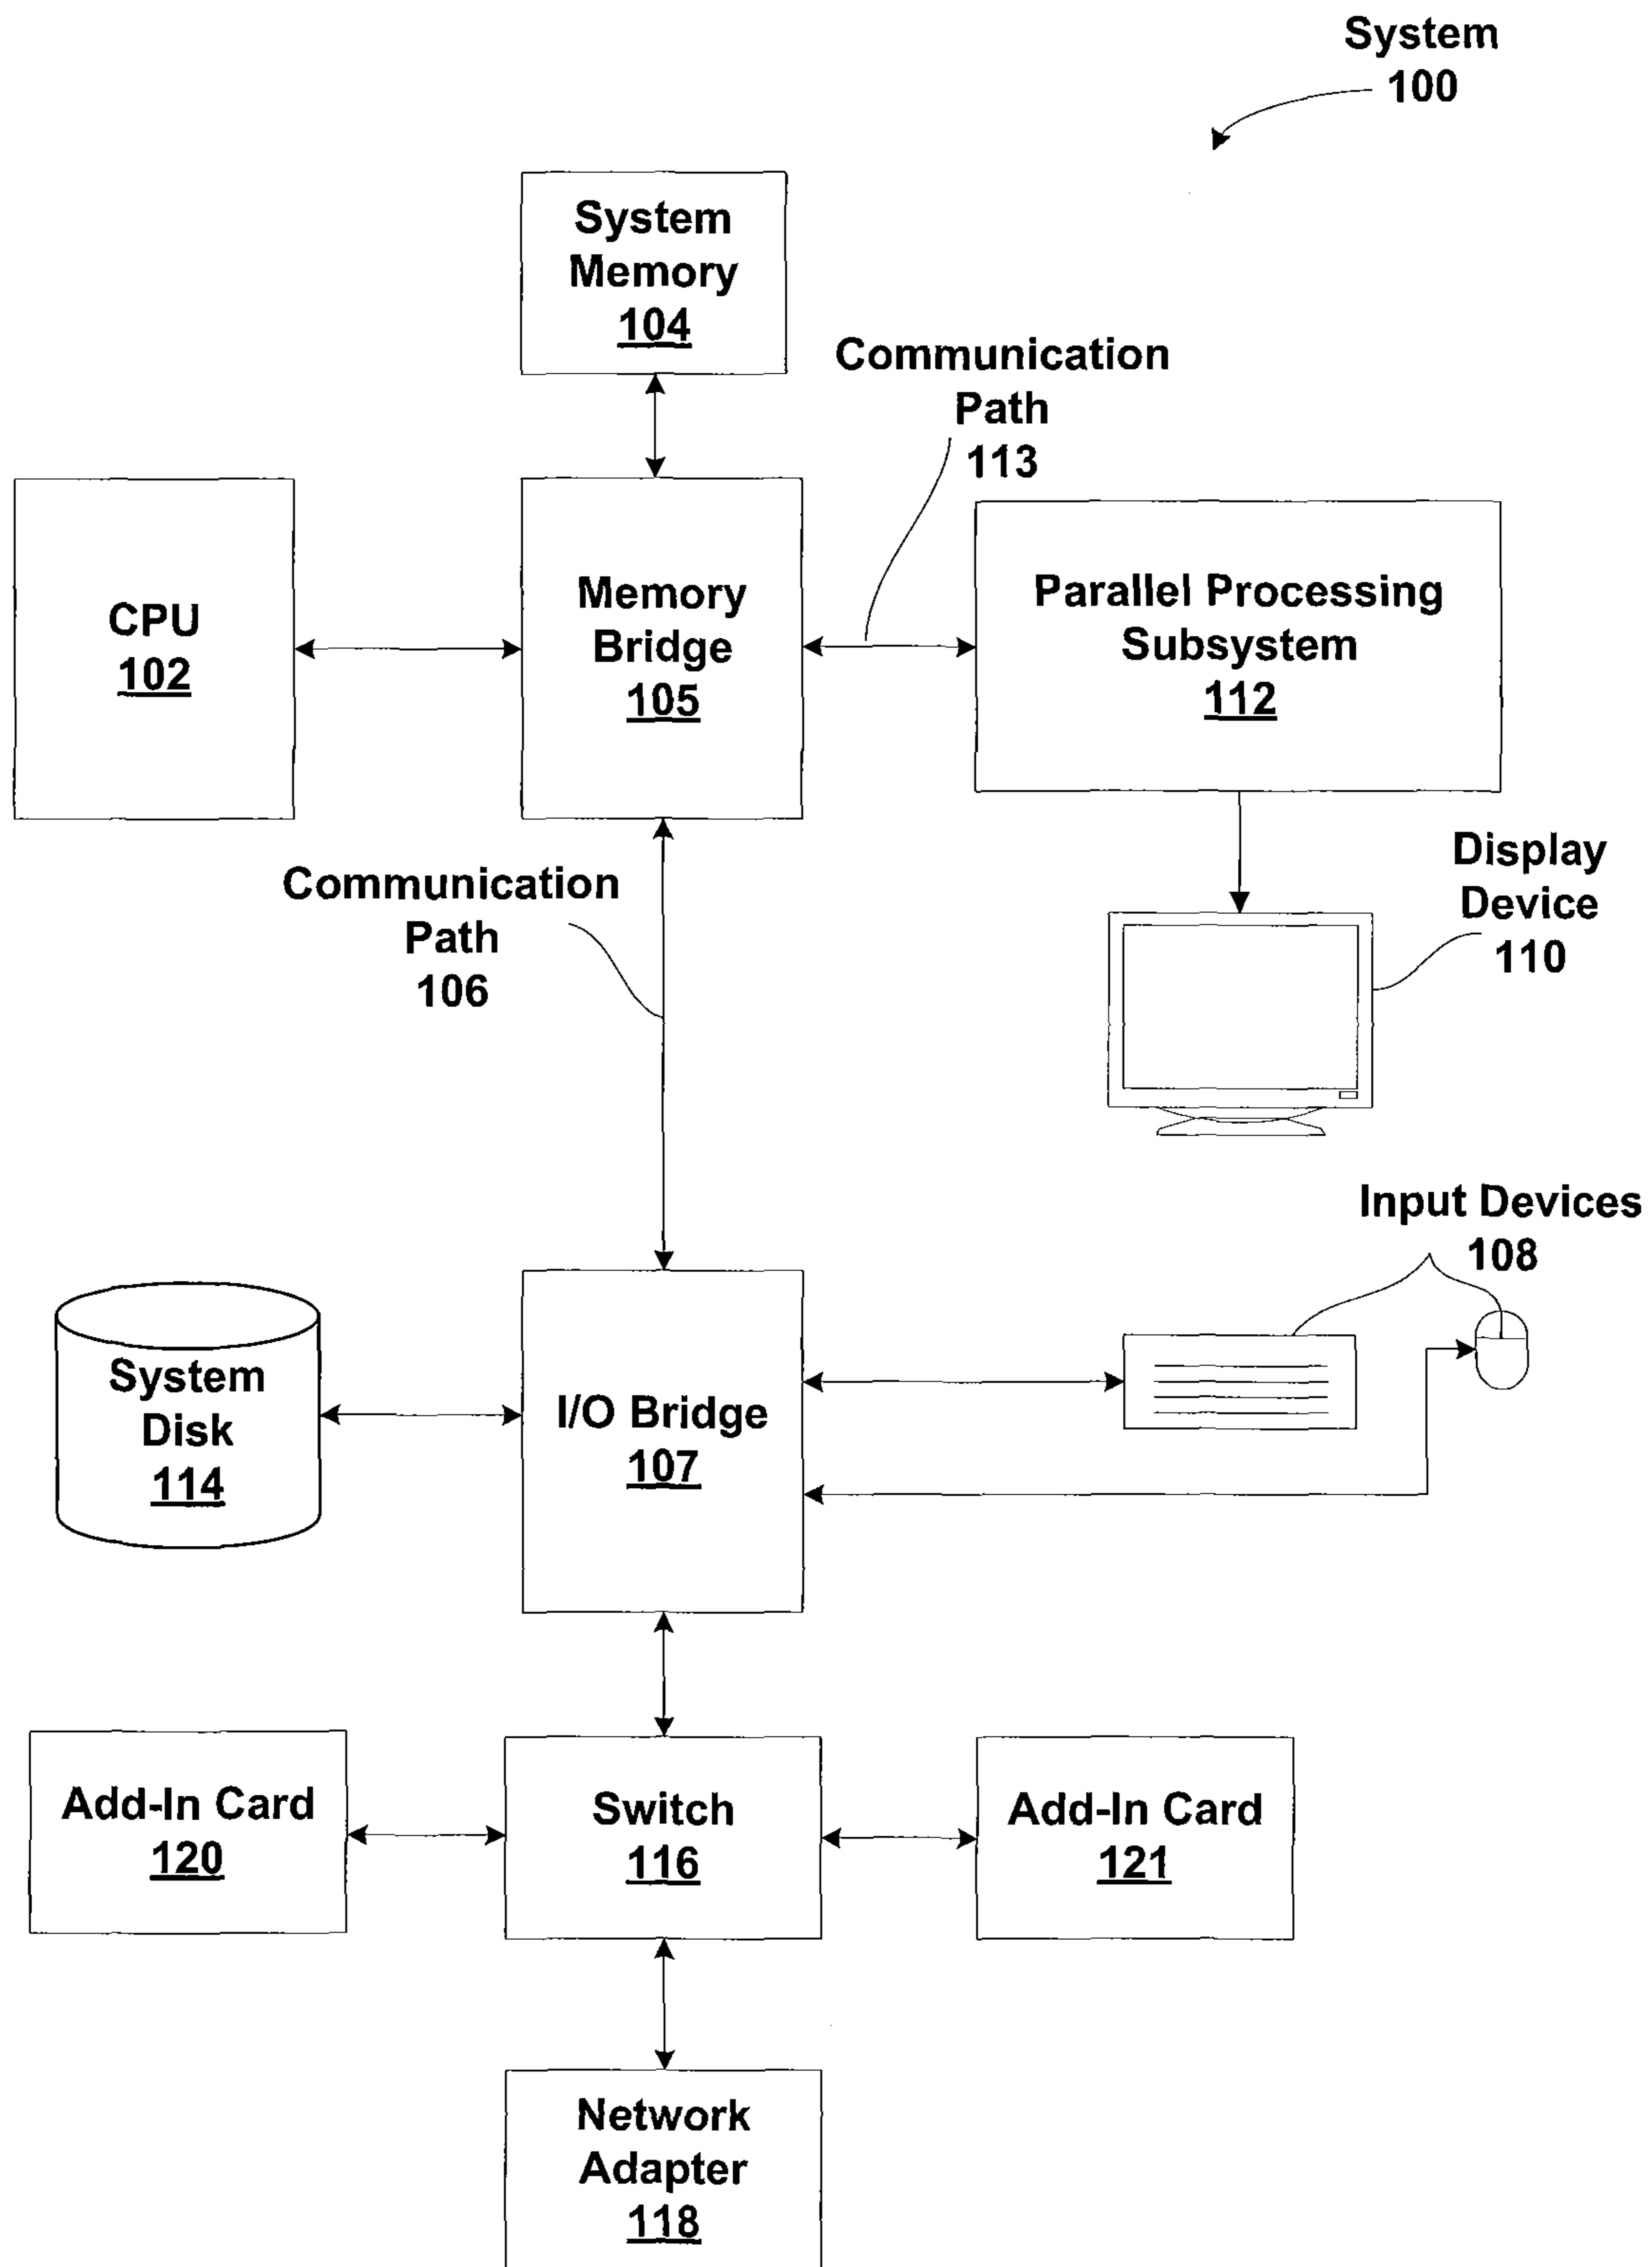 System
100
System
Memory
104
Communication
Path
113
CPU
102
Memory
Bridge
105
Parallel Processing
Subsystem
112
Communication
Path
106
Display
Device
110
Input Devices
108
System
Disk
114
I/O Bridge
107
Add-In Card
120
Switch
116
Add-In Card
121
Network
Adapter
118